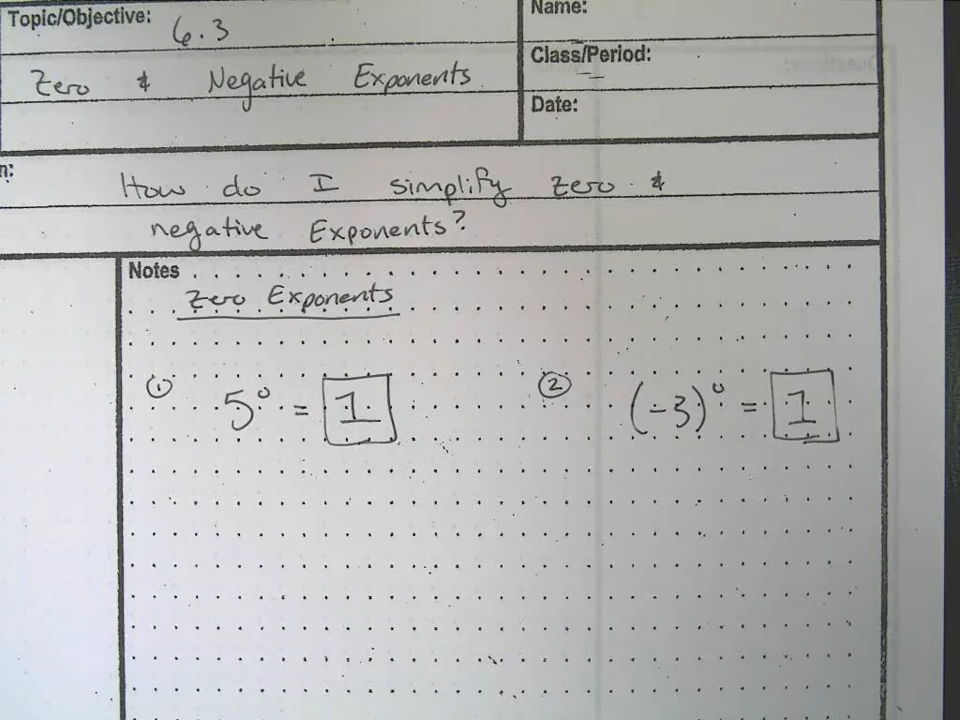 Topic/Objective: 6.3
Name:
Zero & Negative Exponents
Class/Period:
Date:
n:
How do I simplify zero &
negative Exponents?
Notes
Zero Exponents
① 5⁰ = 1
② (-3)⁰ = 1